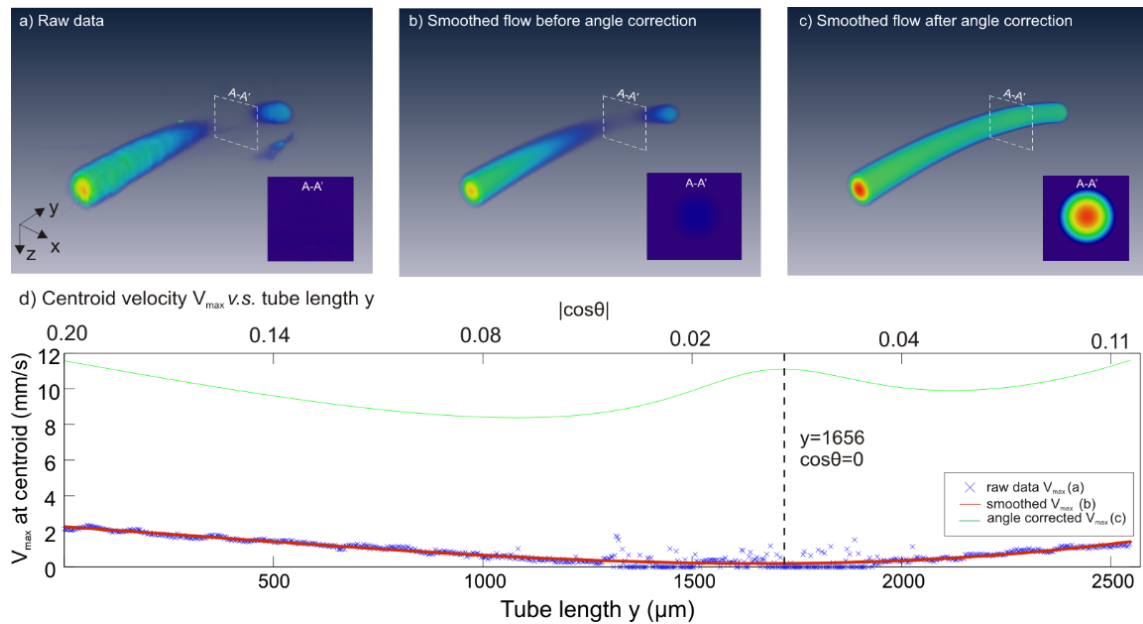 a) Raw data
A-A'
A-A'
y
x
z
b) Smoothed flow before angle correction
A-A'
A-A'
c) Smoothed flow after angle correction
A-A'
A-A'
d) Centroid velocity Vmax v.s. tube length y
|cosθ|
0.20 0.14 0.08 0.02 0.04 0.11
Vmax at centroid (mm/s)
12
10
8
6
4
2
0
y=1656
cosθ=0
raw data Vmax (a)
smoothed Vmax (b)
angle corrected Vmax (c)
500 1000 1500 2000 2500
Tube length y (μm)